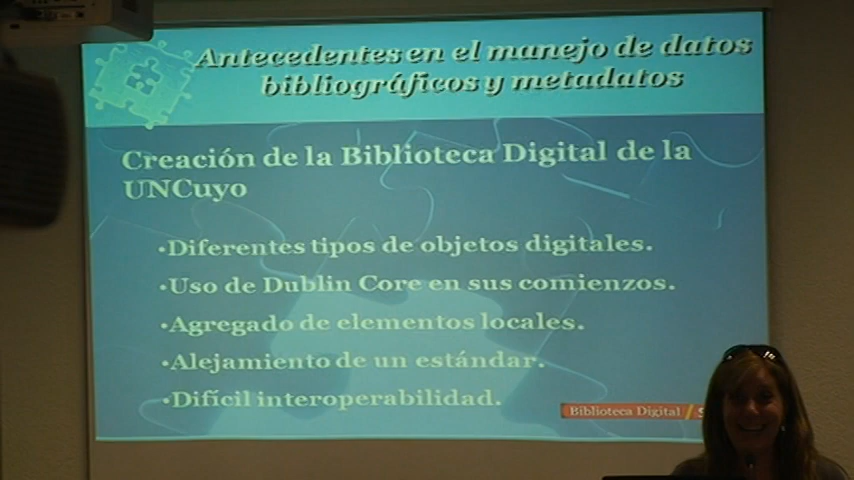 Antecedentes en el manejo de datos
bibliográficos y metadatos
Creación de la Biblioteca Digital de la
UNCuyo
•Diferentes tipos de objetos digitales.
•Uso de Dublin Core en sus comienzos.
•Agregado de elementos locales.
•Alejamiento de un estándar.
•Difícil interoperabilidad.
Biblioteca Digital / S